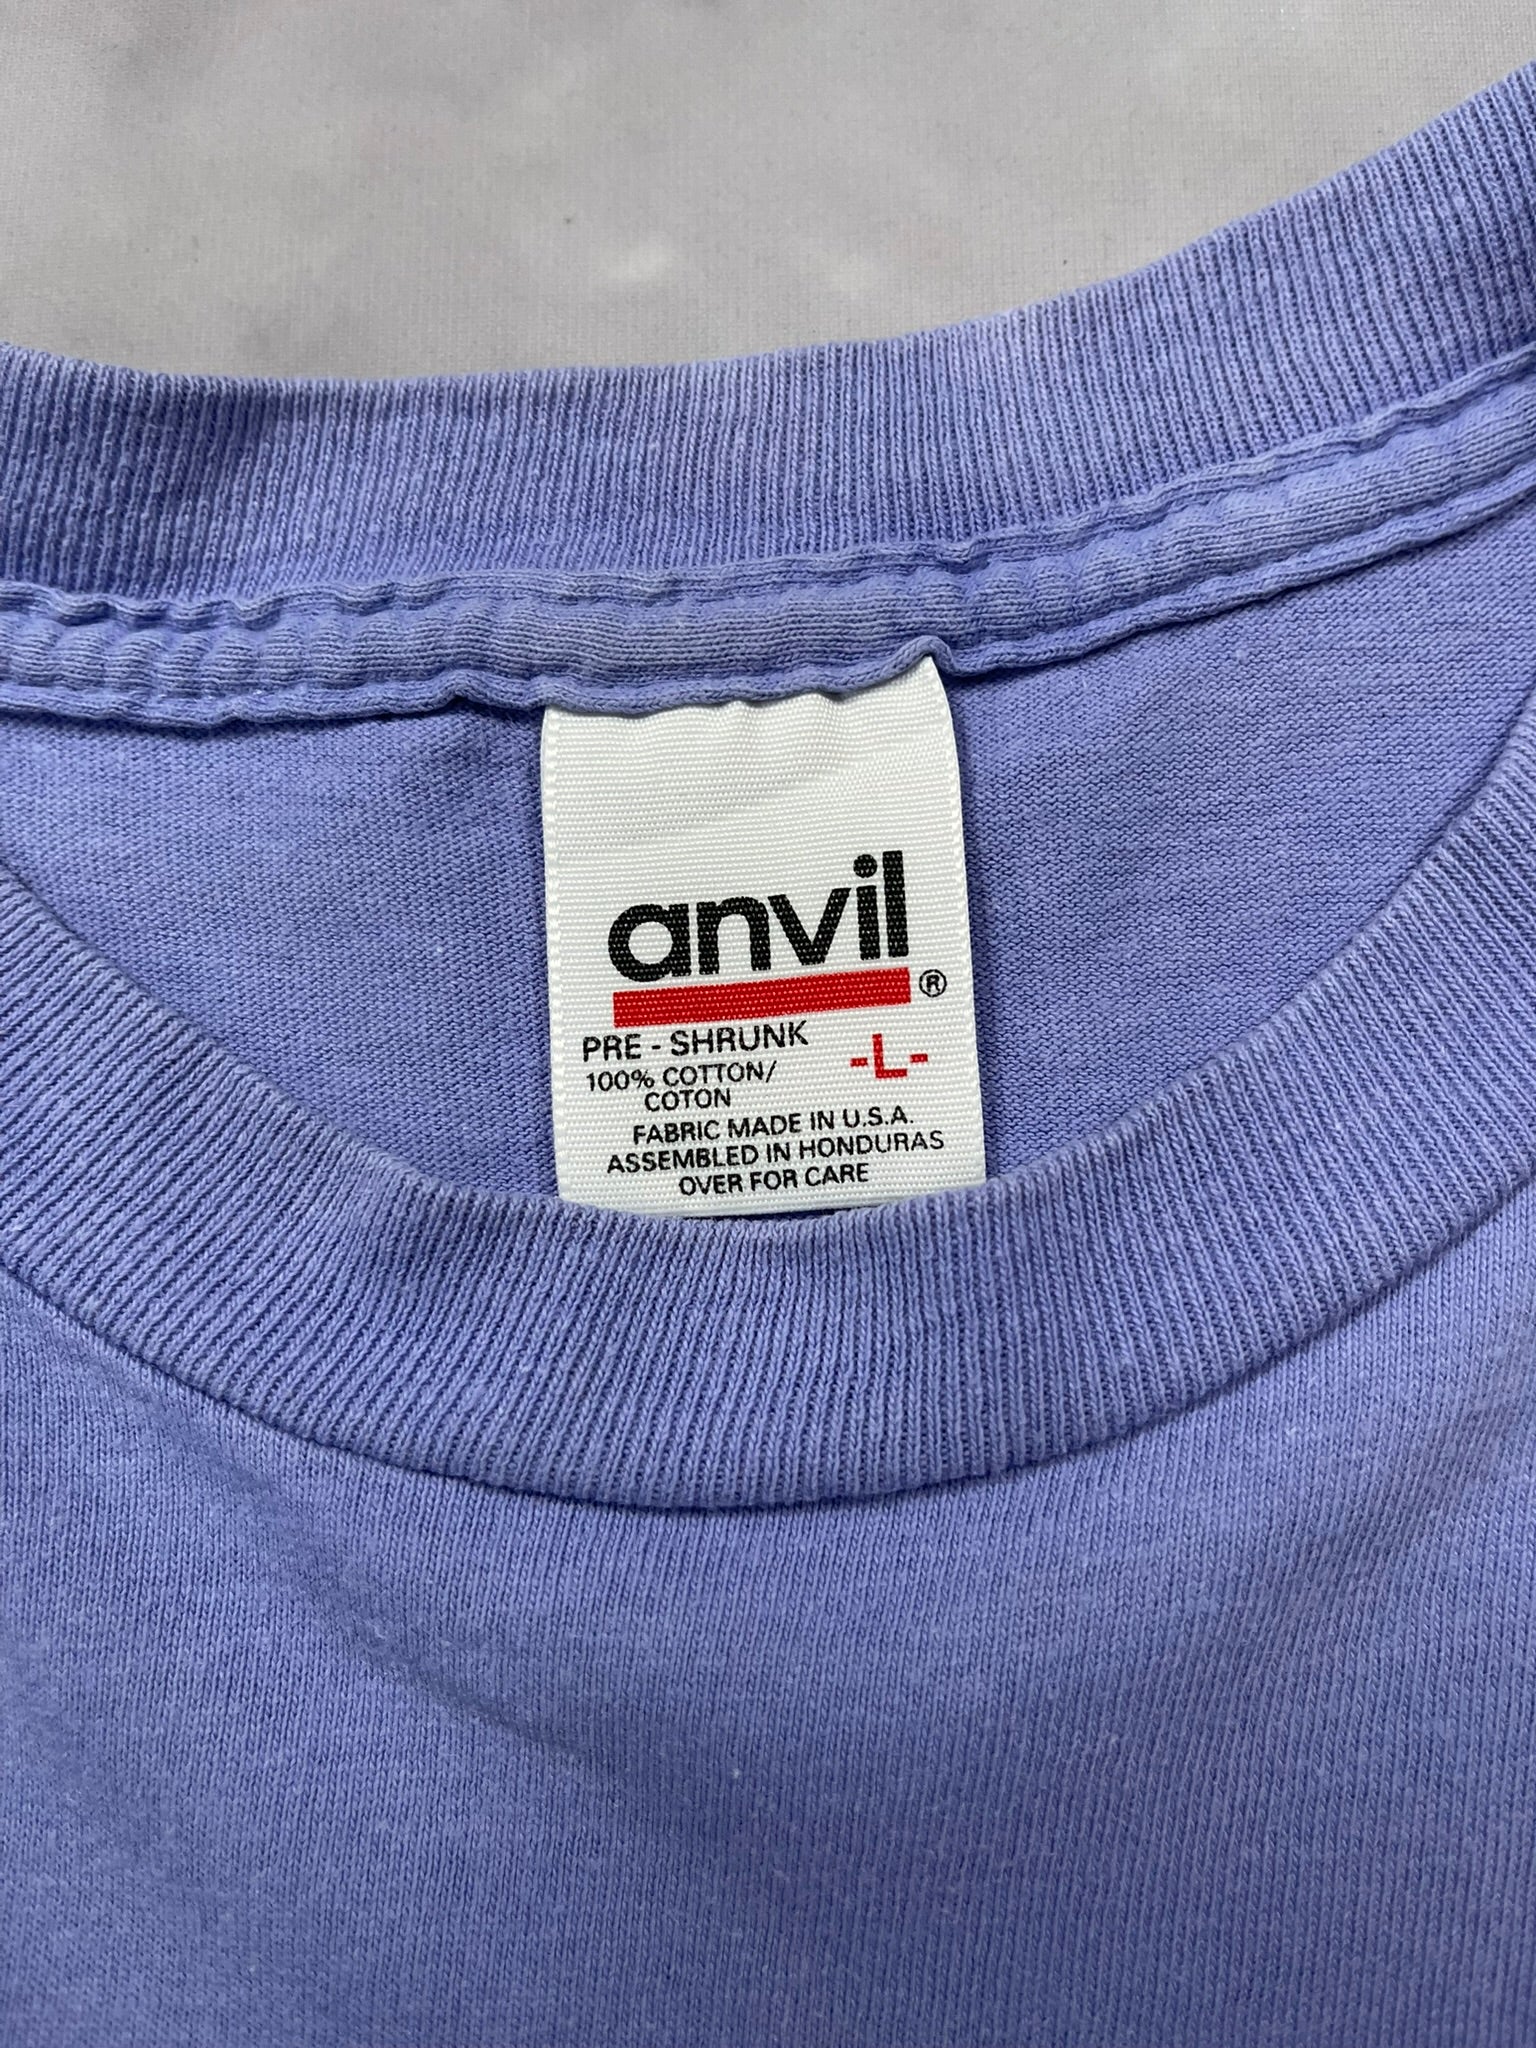 anvil®
PRE - SHRUNK -L-
100% COTTON/
COTON
FABRIC MADE IN U.S.A.
ASSEMBLED IN HONDURAS
OVER FOR CARE